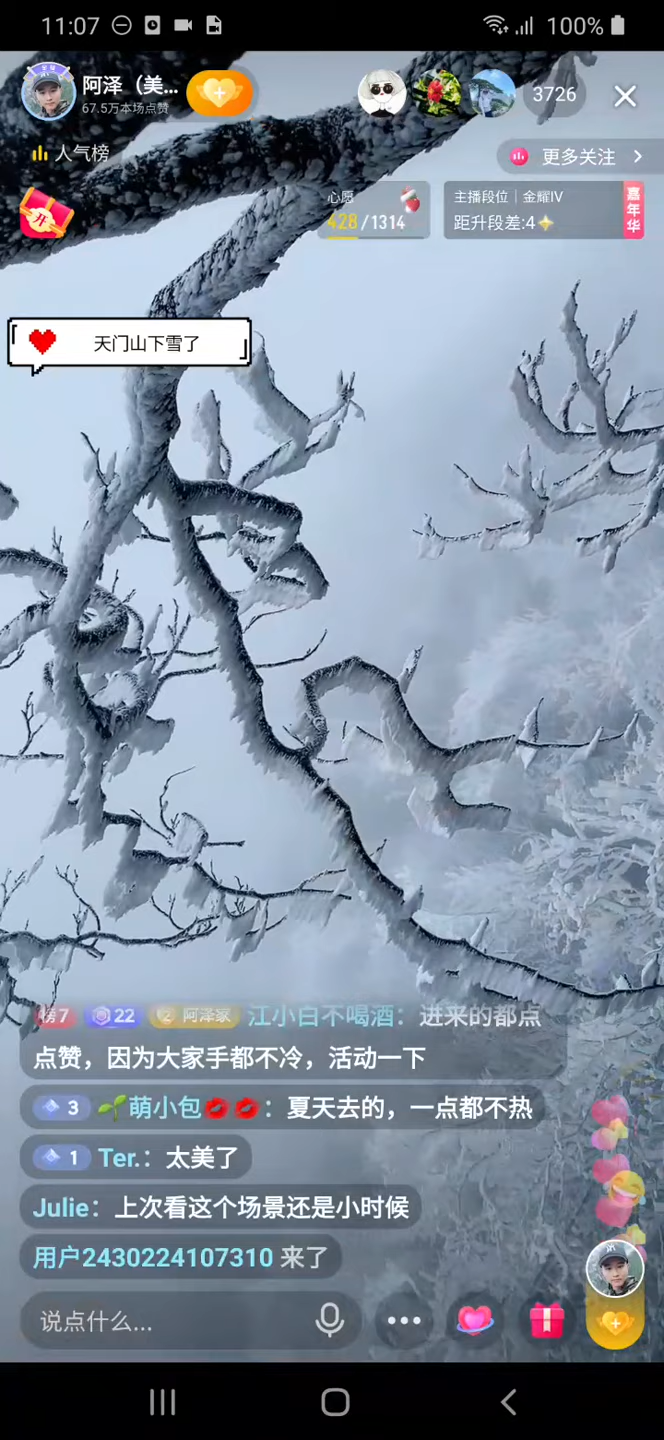 11:07
100%
阿泽（美...
67.5万本场点赞
3726
人气榜
更多关注
开
心愿
428/1314
主播段位｜金耀IV
距升段差:4
嘉年华
天门山下雪了
榜7 22 阿泽家 江小白不喝酒：进来的都点
点赞，因为大家手都不冷，活动一下
3 萌小包：夏天去的，一点都不热
1 Ter.：太美了
Julie：上次看这个场景还是小时候
用户2430224107310 来了
说点什么...